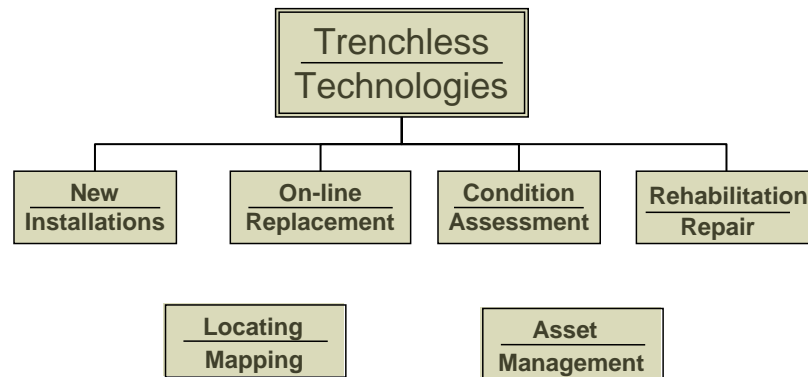 Trenchless
Technologies
New
Installations
On-line
Replacement
Condition
Assessment
Rehabilitation
Repair
Locating
Mapping
Asset
Management